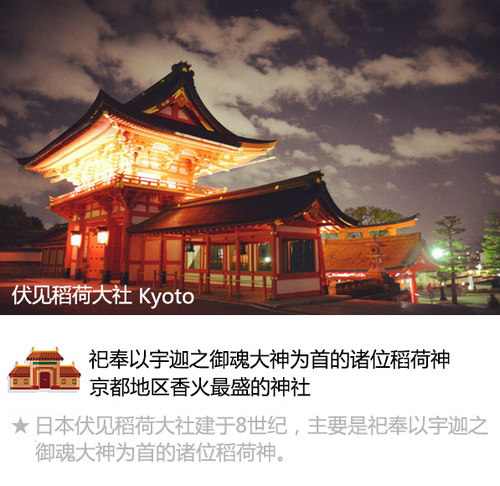 伏见稻荷大社 Kyoto
祀奉以宇迦之御魂大神为首的诸位稻荷神
京都地区香火最盛的神社
★ 日本伏见稻荷大社建于8世纪，主要是祀奉以宇迦之
御魂大神为首的诸位稻荷神。